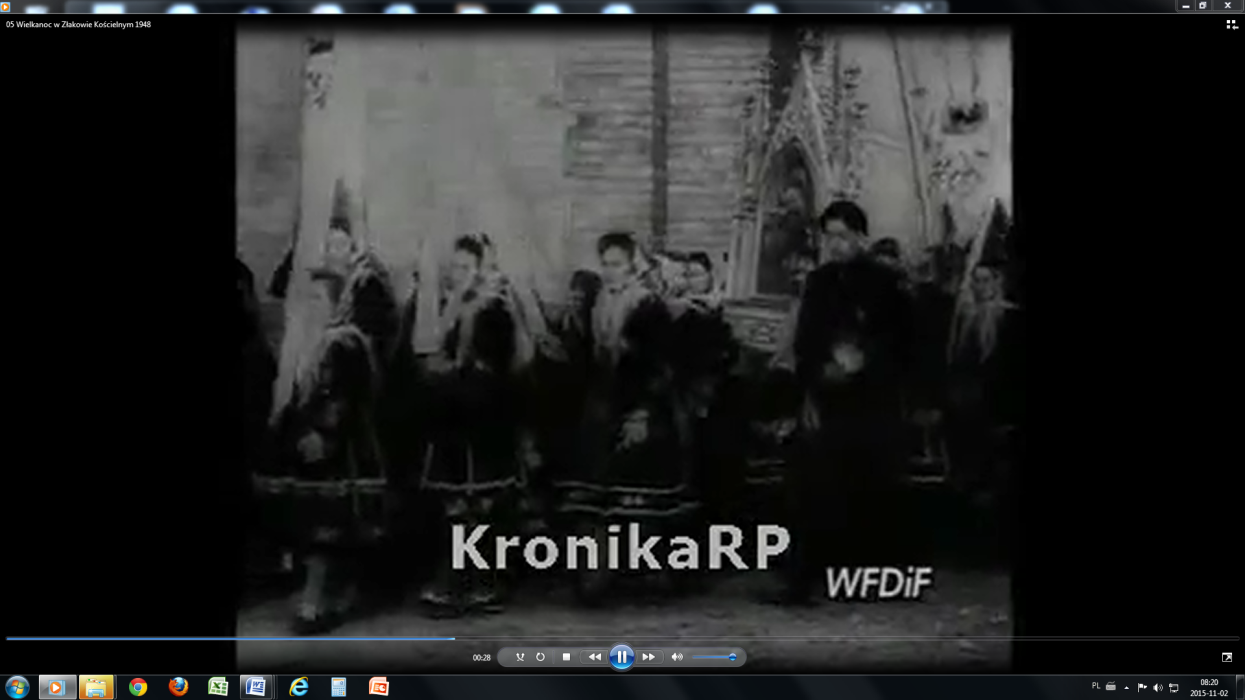 05 Wielkanoc w Złakowie Kościelnym 1948
KronikaRP
WFDiF
00:28
PL
08:20
2015-11-02